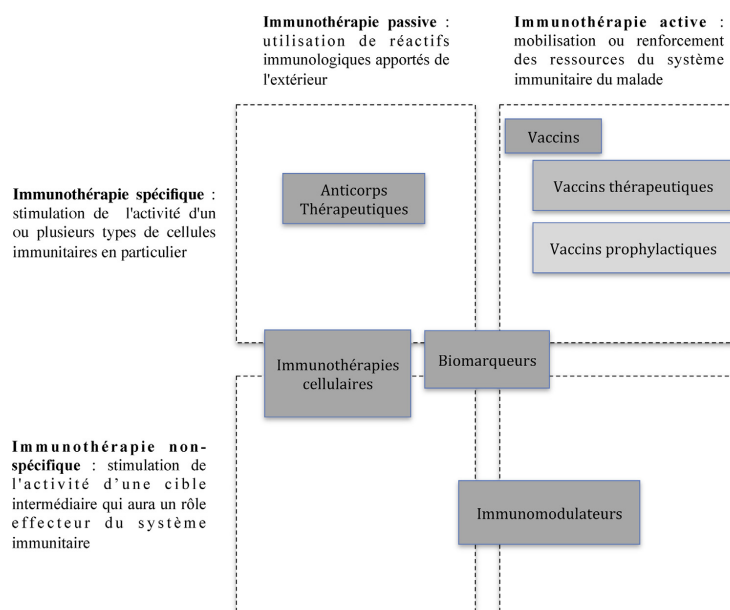 Immunothérapie passive :
utilisation de réactifs
immunologiques apportés de
l'extérieur
Immunothérapie active :
mobilisation ou renforcement
des ressources du système
immunitaire du malade
Immunothérapie spécifique :
stimulation de l'activité d'un
ou plusieurs types de cellules
immunitaires en particulier
Anticorps
Thérapeutiques
Vaccins
Vaccins thérapeutiques
Vaccins prophylactiques
Immunothérapies
cellulaires
Biomarqueurs
Immunothérapie non-
spécifique : stimulation de
l'activité d’une cible
intermédiaire qui aura un rôle
effecteur du système
immunitaire
Immunomodulateurs